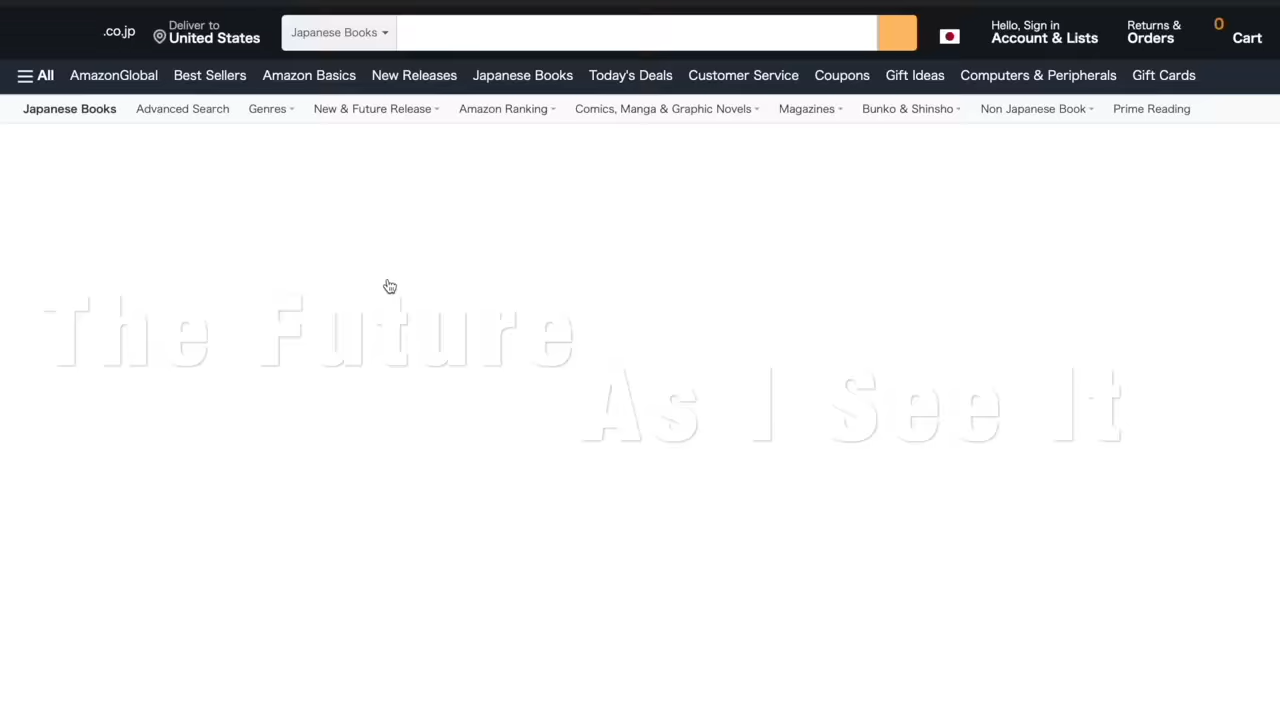 .co.jp
Deliver to
United States
Japanese Books
Hello, Sign in
Account & Lists
Returns &
Orders
0
Cart
All AmazonGlobal Best Sellers Amazon Basics New Releases Japanese Books Today's Deals Customer Service Coupons Gift Ideas Computers & Peripherals Gift Cards
Japanese Books Advanced Search Genres New & Future Release Amazon Ranking Comics, Manga & Graphic Novels Magazines Bunko & Shinsho Non Japanese Book Prime Reading
The Future
As I See It